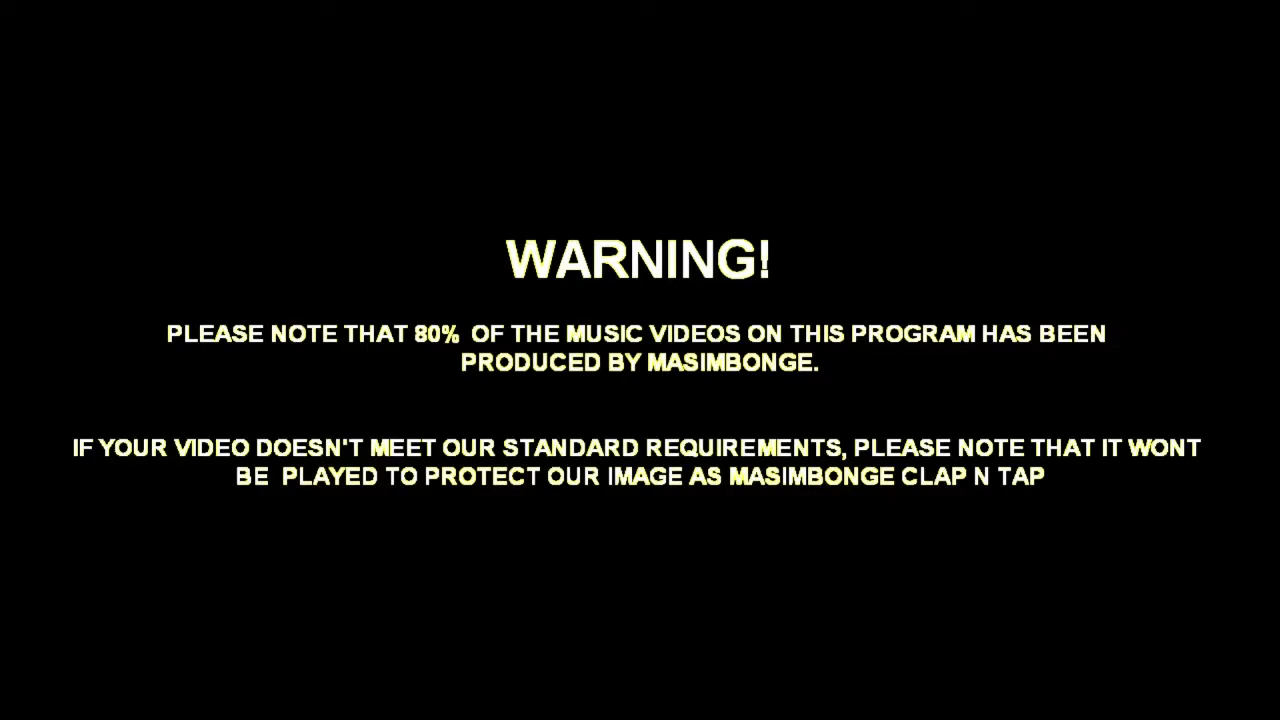 WARNING!
PLEASE NOTE THAT 80% OF THE MUSIC VIDEOS ON THIS PROGRAM HAS BEEN
PRODUCED BY MASIMBONGE.
IF YOUR VIDEO DOESN'T MEET OUR STANDARD REQUIREMENTS, PLEASE NOTE THAT IT WONT
BE PLAYED TO PROTECT OUR IMAGE AS MASIMBONGE CLAP N TAP